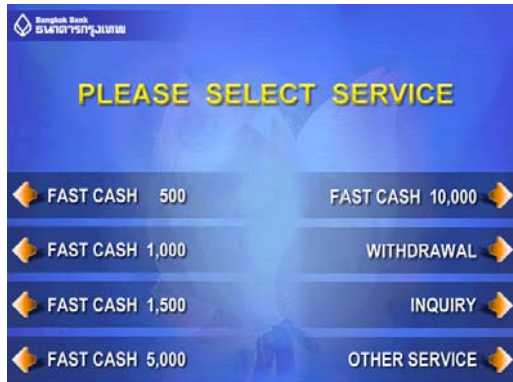 Bangkok Bank
ธนาคารกรุงเทพ
PLEASE SELECT SERVICE
FAST CASH 500
FAST CASH 10,000
FAST CASH 1,000
WITHDRAWAL
FAST CASH 1,500
INQUIRY
FAST CASH 5,000
OTHER SERVICE